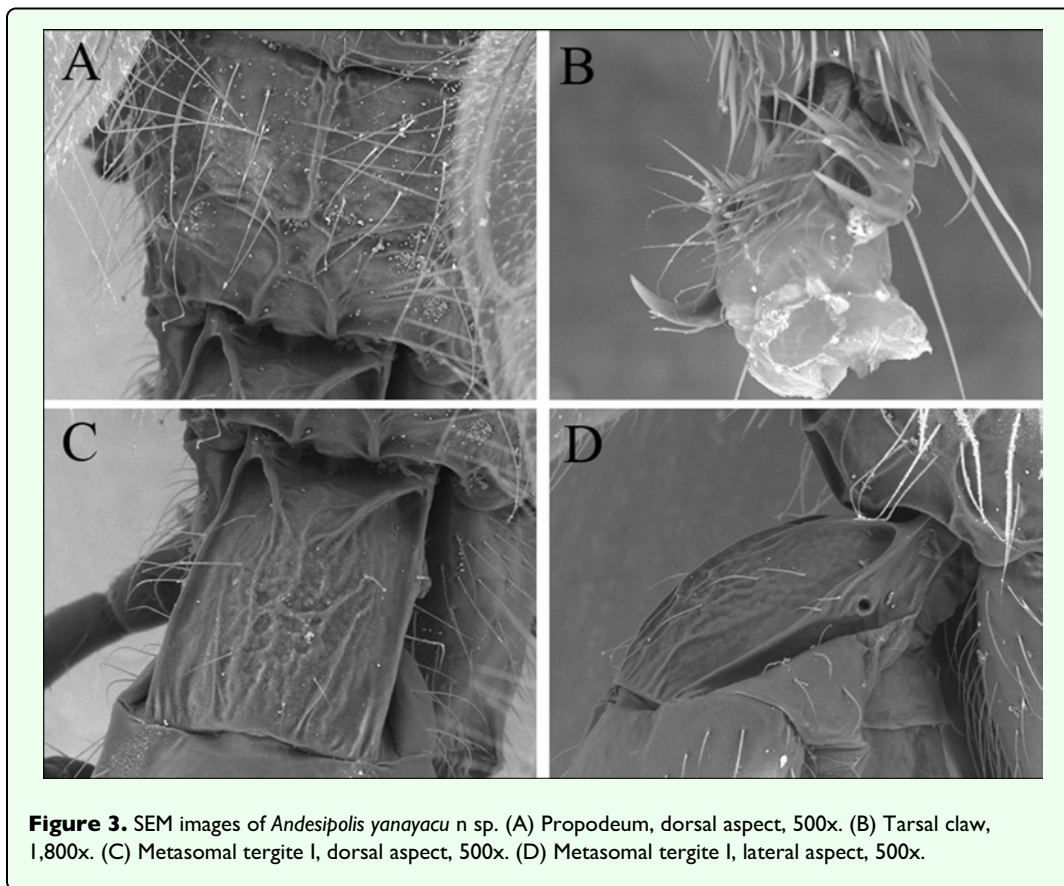 A
B
C
D
Figure 3. SEM images of Andesipolis yanayacu n sp. (A) Propodeum, dorsal aspect, 500x. (B) Tarsal claw,
1,800x. (C) Metasomal tergite I, dorsal aspect, 500x. (D) Metasomal tergite I, lateral aspect, 500x.